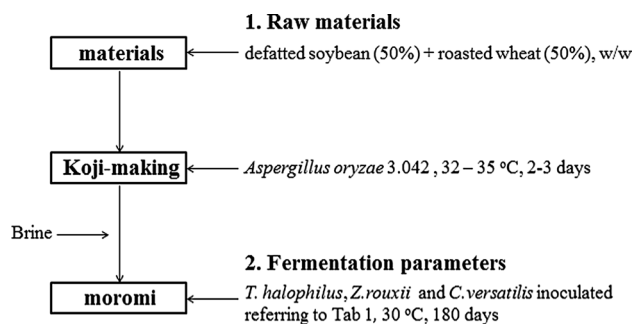 1. Raw materials
materials
defatted soybean (50%) + roasted wheat (50%), w/w
Koji-making
Aspergillus oryzae 3.042 , 32 – 35 °C, 2-3 days
Brine
2. Fermentation parameters
moromi
T. halophilus, Z.rouxii and C.versatilis inoculated
referring to Tab 1, 30 °C, 180 days